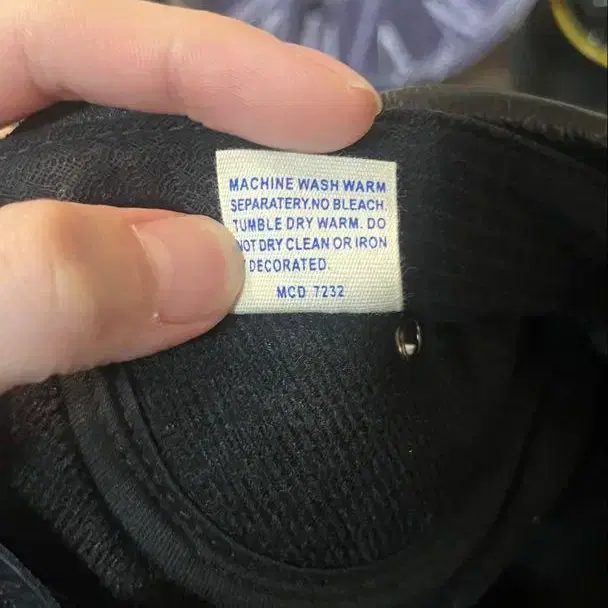 MACHINE WASH WARM
SEPARATERY.NO BLEACH.
TUMBLE DRY WARM. DO
NOT DRY CLEAN OR IRON
DECORATED.
MCD 7232